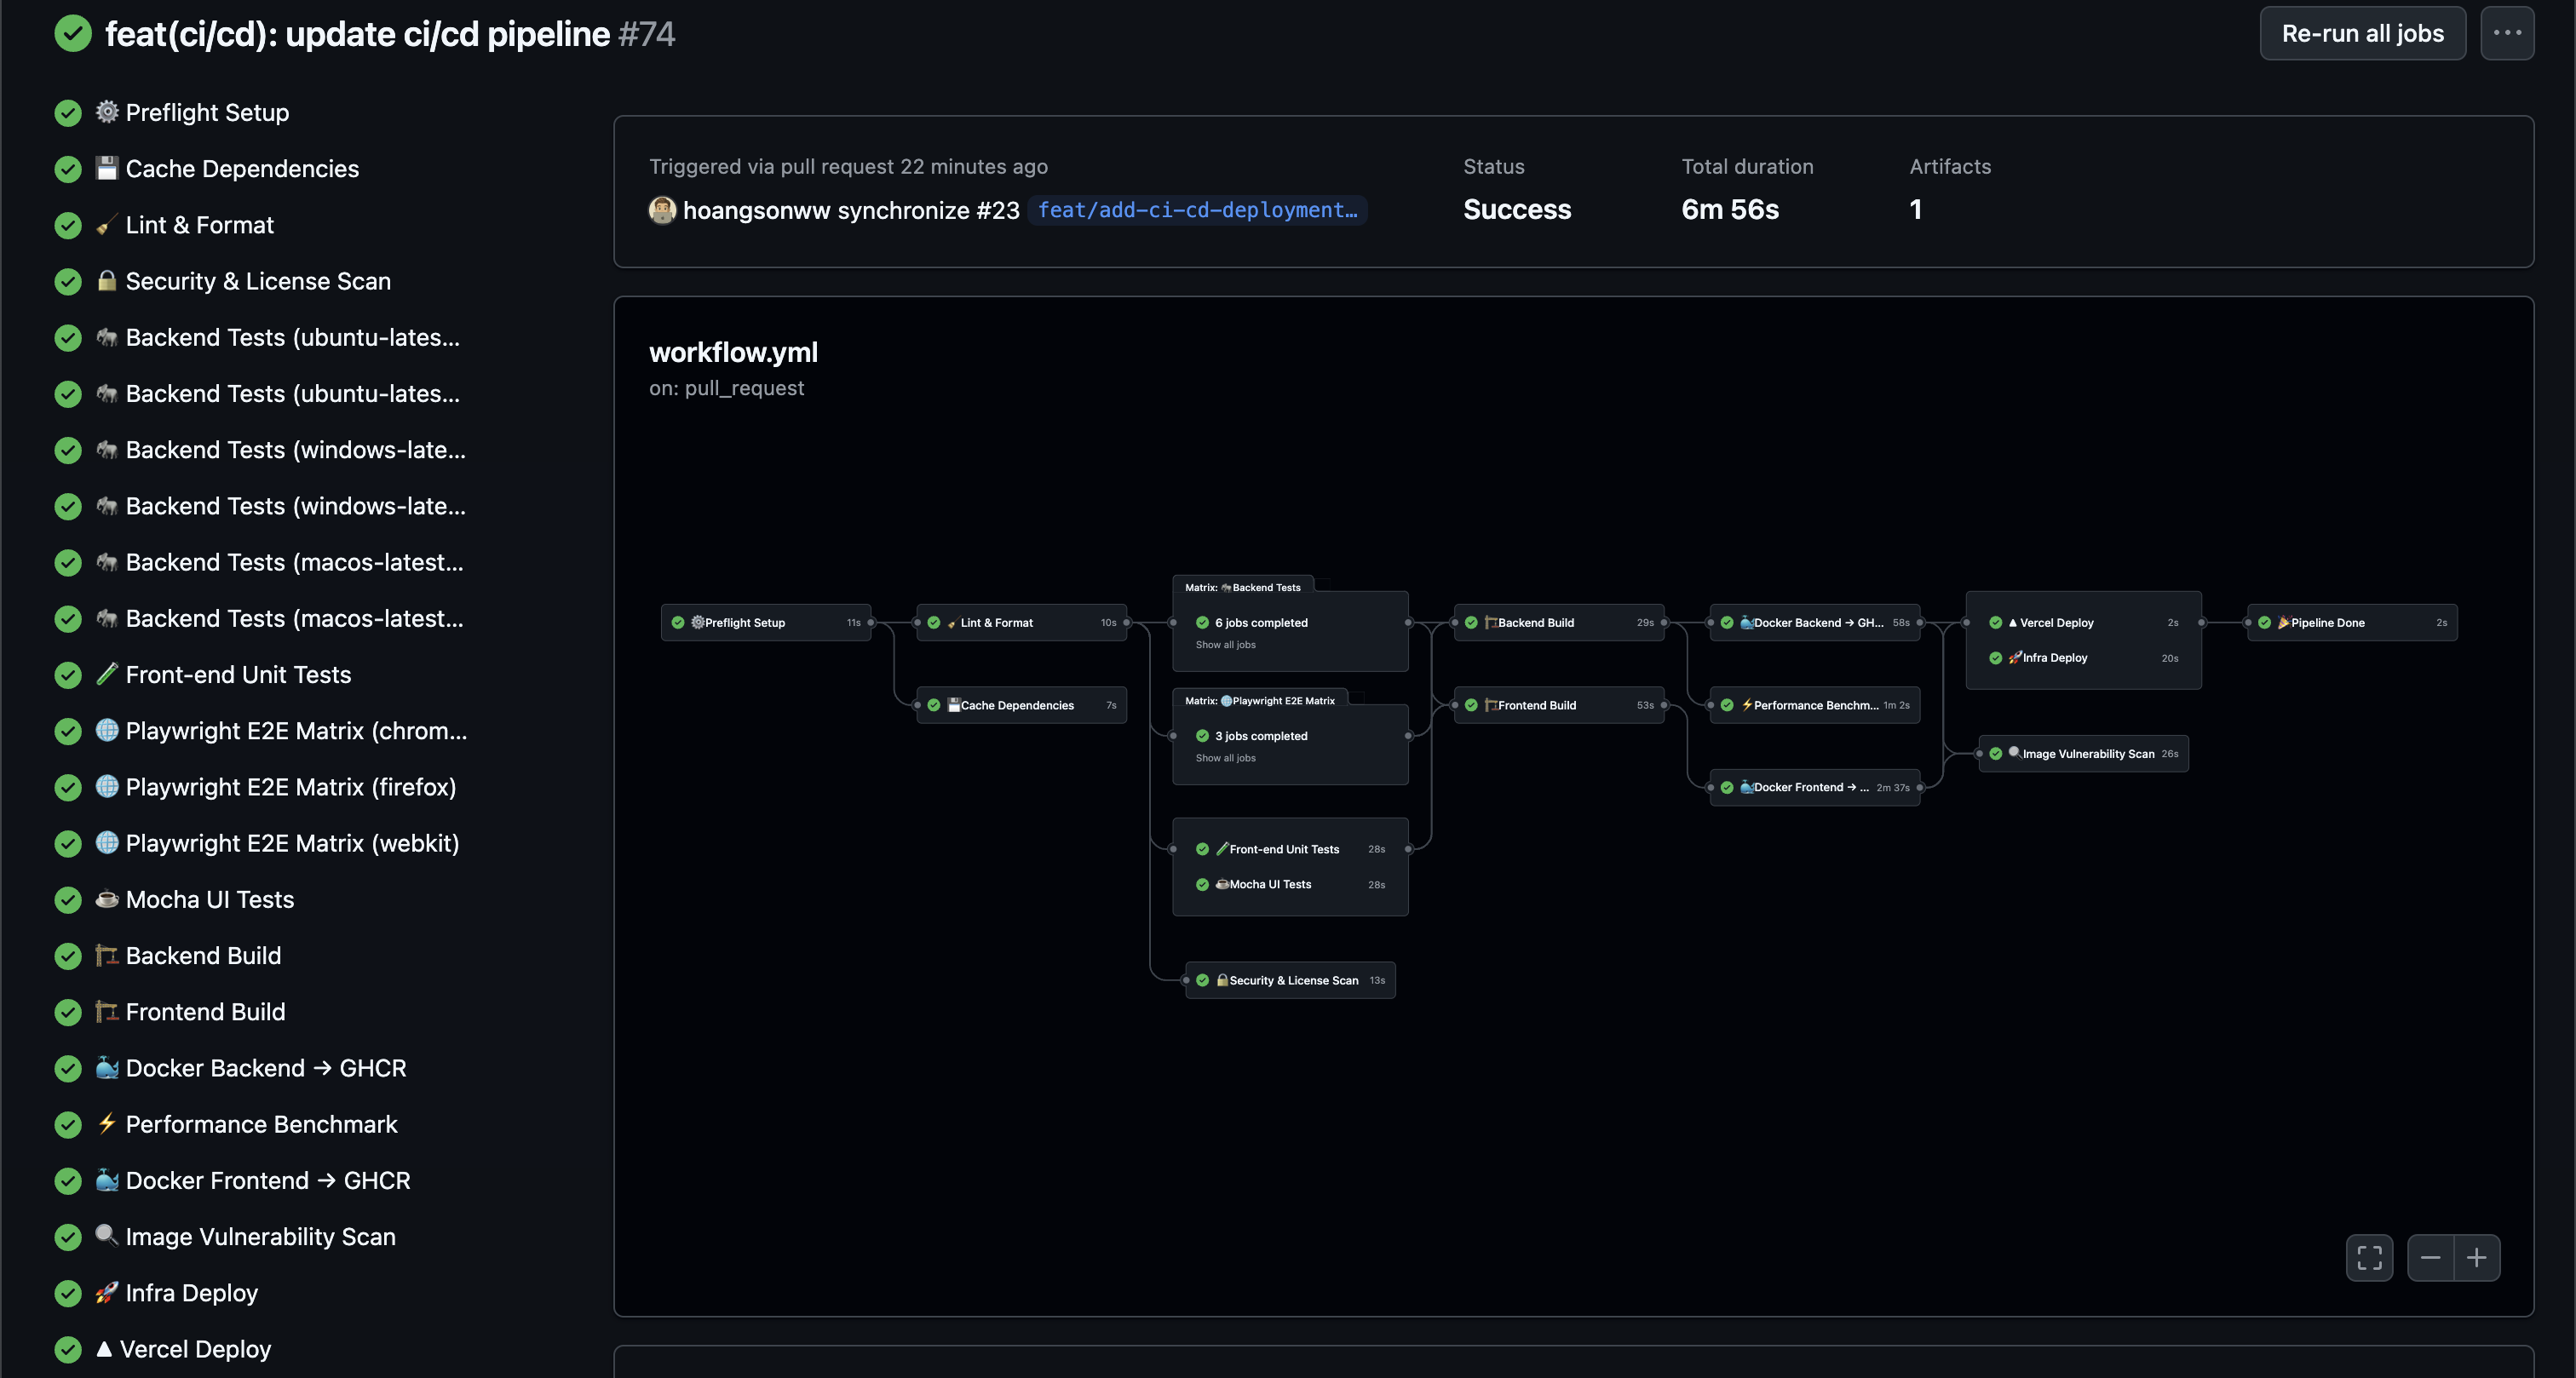 feat(ci/cd): update ci/cd pipeline #74
Re-run all jobs
Preflight Setup
Cache Dependencies
Lint & Format
Security & License Scan
Backend Tests (ubuntu-lates...
Backend Tests (ubuntu-lates...
Backend Tests (windows-late...
Backend Tests (windows-late...
Backend Tests (macos-latest...
Backend Tests (macos-latest...
Front-end Unit Tests
Playwright E2E Matrix (chrom...
Playwright E2E Matrix (firefox)
Playwright E2E Matrix (webkit)
Mocha UI Tests
Backend Build
Frontend Build
Docker Backend → GHCR
Performance Benchmark
Docker Frontend → GHCR
Image Vulnerability Scan
Infra Deploy
Vercel Deploy
Triggered via pull request 22 minutes ago
hoangsonww synchronize #23 feat/add-ci-cd-deployment…
Status
Success
Total duration
6m 56s
Artifacts
1
workflow.yml
on: pull_request
Preflight Setup 11s
Lint & Format 10s
Cache Dependencies 7s
Matrix: Backend Tests
6 jobs completed
Show all jobs
Matrix: Playwright E2E Matrix
3 jobs completed
Show all jobs
Front-end Unit Tests 28s
Mocha UI Tests 28s
Security & License Scan 13s
Backend Build 29s
Frontend Build 53s
Docker Backend → GH... 58s
Performance Benchm... 1m 2s
Docker Frontend → ... 2m 37s
Vercel Deploy 2s
Infra Deploy 20s
Image Vulnerability Scan 26s
Pipeline Done 2s